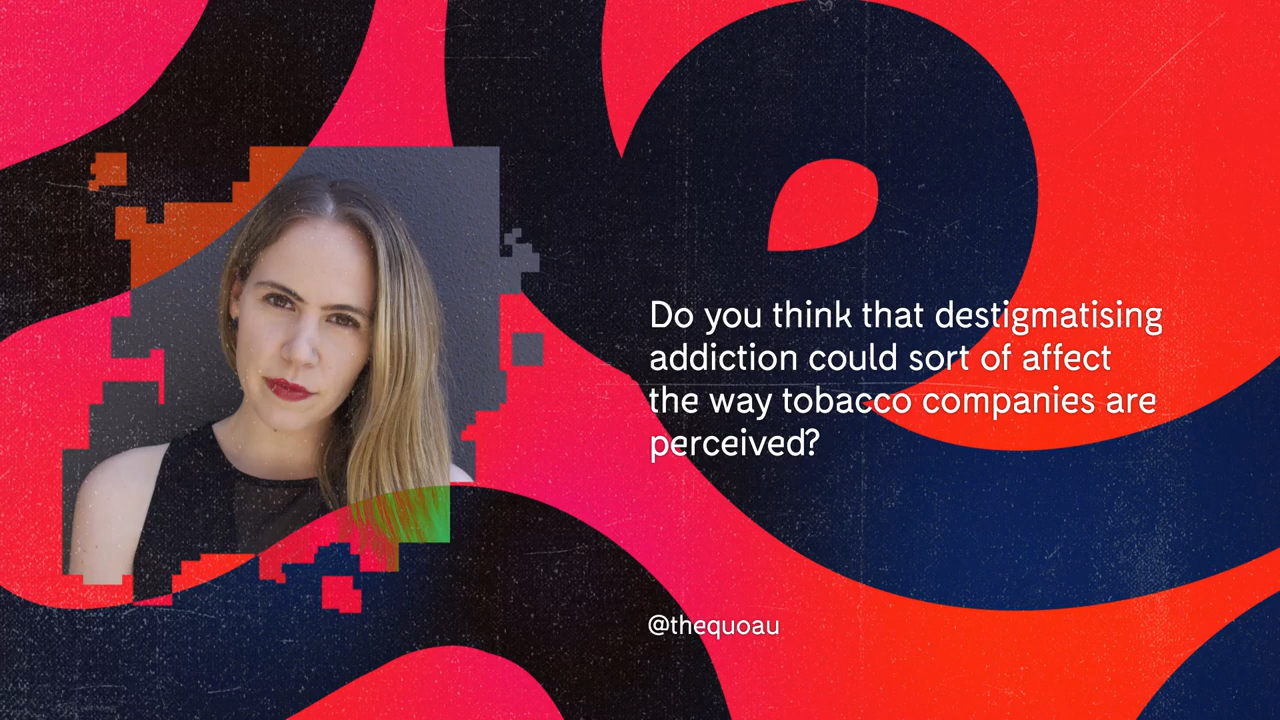 Do you think that destigmatising
addiction could sort of affect
the way tobacco companies are
perceived?
@thequoau